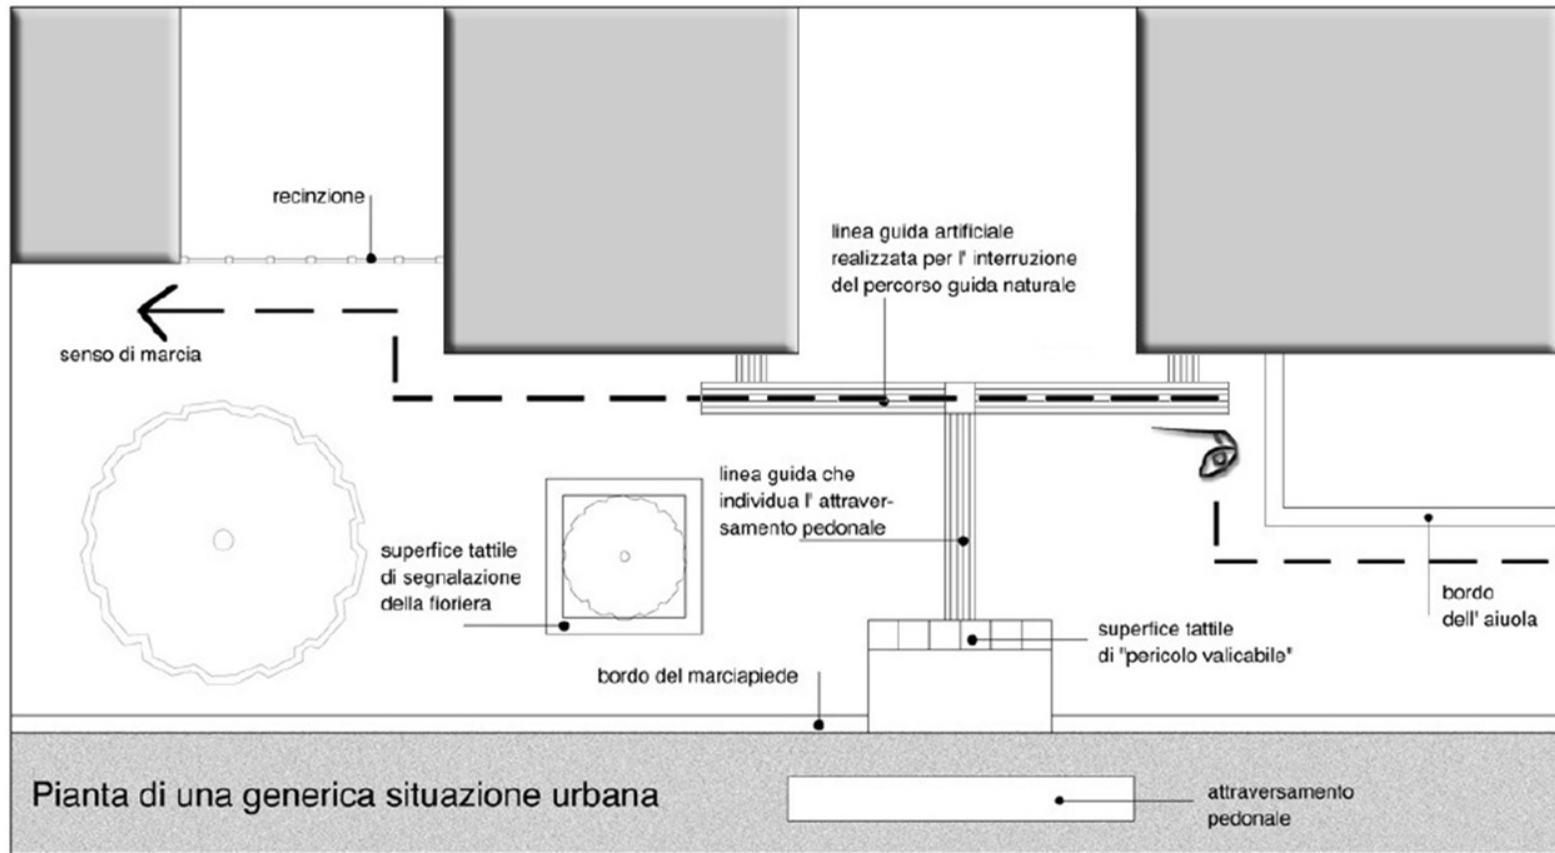 recinzione
linea guida artificiale
realizzata per l' interruzione
del percorso guida naturale
senso di marcia
linea guida che
individua l' attraver-
samento pedonale
superfice tattile
di segnalazione
della fioriera
bordo
dell' aiuola
superfice tattile
di "pericolo valicabile"
bordo del marciapiede
Pianta di una generica situazione urbana
attraversamento
pedonale